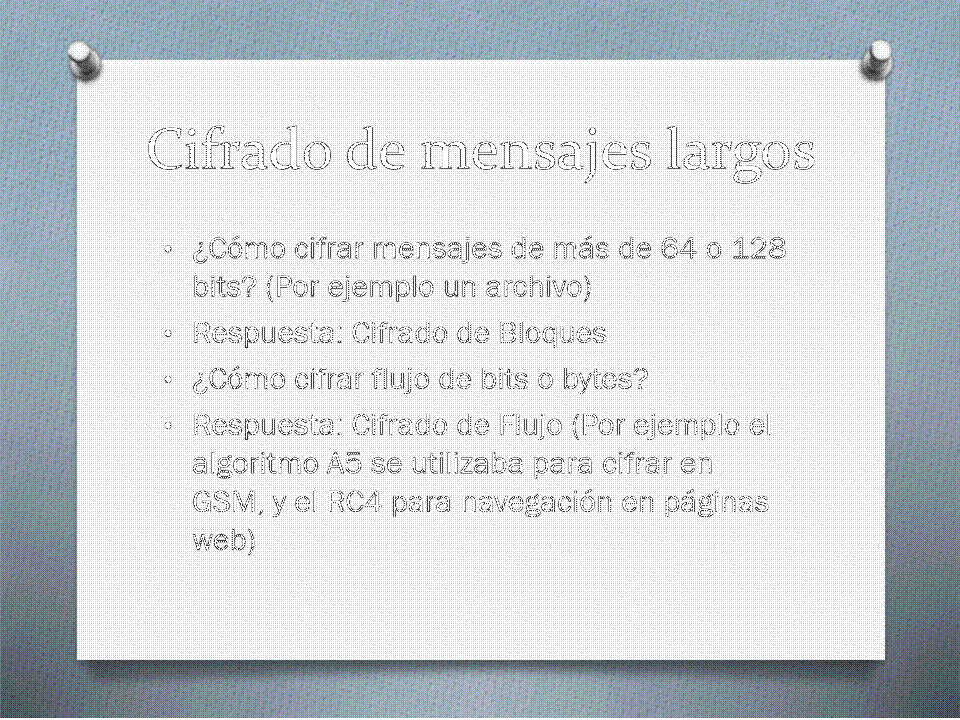 Cifrado de mensajes largos
• ¿Cómo cifrar mensajes de más de 64 o 128
bits? (Por ejemplo un archivo)
• Respuesta: Cifrado de Bloques
• ¿Cómo cifrar flujo de bits o bytes?
• Respuesta: Cifrado de Flujo (Por ejemplo el
algoritmo A5 se utilizaba para cifrar en
GSM, y el RC4 para navegación en páginas
web)